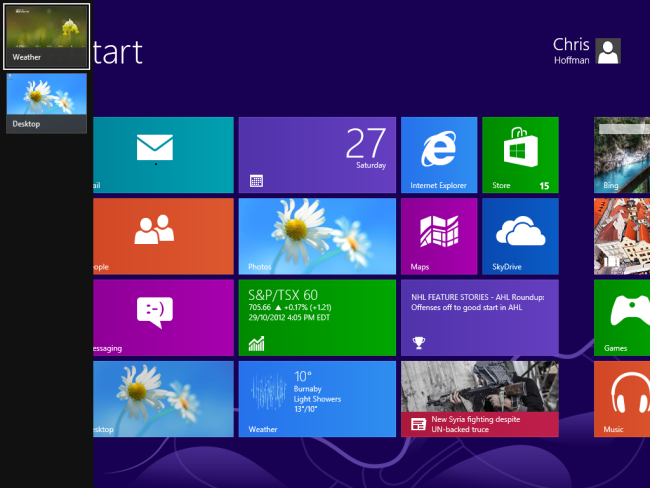 Weather
Desktop
tart
Chris
Hoffman
ail
27
Saturday
Internet Explorer
Store
15
Bing
eople
Photos
Maps
SkyDrive
essaging
S&P/TSX 60
705.66 ▲ +0.17% (+1.21)
29/10/2012 4:05 PM EDT
NHL FEATURE STORIES - AHL Roundup:
Offenses off to good start in AHL
Games
esktop
10°
Burnaby
Light Showers
13°/10°
Weather
New Syria fighting despite
UN-backed truce
Music